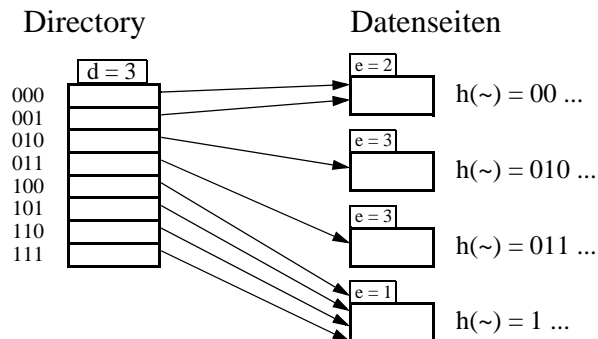 Directory
Datenseiten
d = 3
000
001
010
011
100
101
110
111
e = 2
h(~) = 00 ...
e = 3
h(~) = 010 ...
e = 3
h(~) = 011 ...
e = 1
h(~) = 1 ...